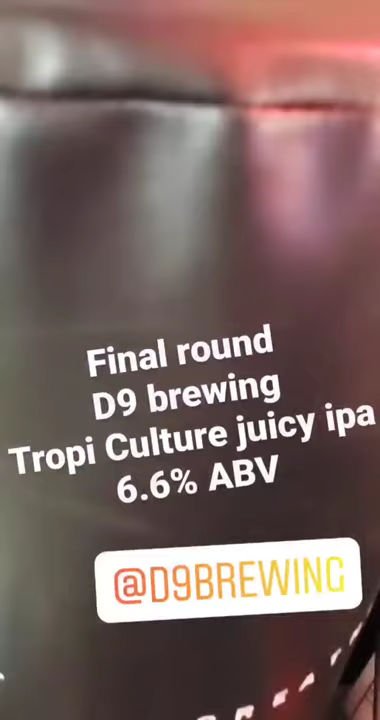 Final round
D9 brewing
Tropi Culture juicy ipa
6.6% ABV
@D9BREWING